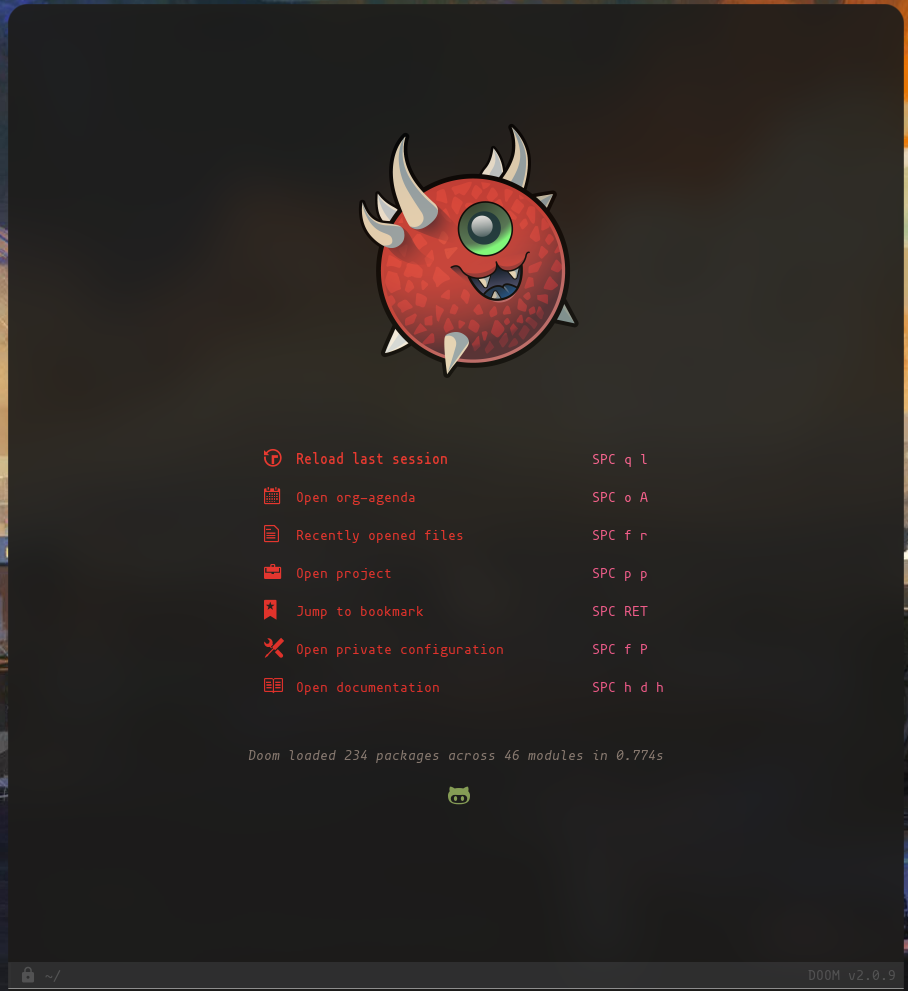 Reload last session SPC q l
Open org-agenda SPC o A
Recently opened files SPC f r
Open project SPC p p
Jump to bookmark SPC RET
Open private configuration SPC f P
Open documentation SPC h d h
Doom loaded 234 packages across 46 modules in 0.774s
~/ DOOM v2.0.9